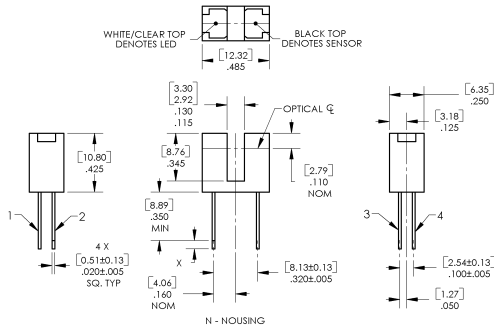 WHITE/CLEAR TOP
DENOTES LED
BLACK TOP
DENOTES SENSOR
[12.32]
.485
[3.30]
[2.92]
.130
.115
OPTICAL ℄
[6.35]
.250
[3.18]
.125
[10.80]
.425
[8.76]
.345
[2.79]
.110
NOM
[8.89]
.350
MIN
1
2
3
4
4 X
[0.51±0.13]
.020±.005
SQ. TYP
X
[8.13±0.13]
.320±.005
[2.54±0.13]
.100±.005
[4.06]
.160
NOM
[1.27]
.050
N - NOUSING